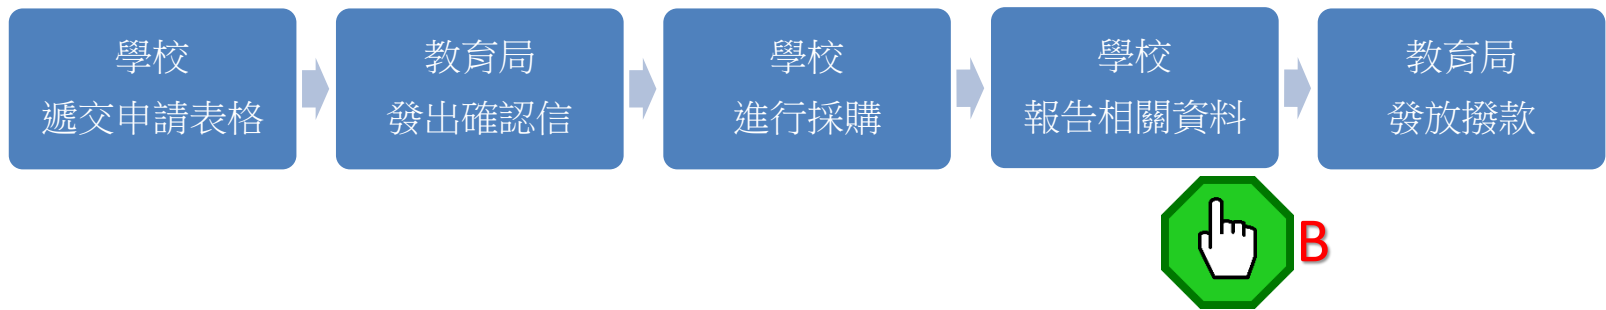 學校
遞交申請表格
教育局
發出確認信
學校
進行採購
學校
報告相關資料
教育局
發放撥款
B